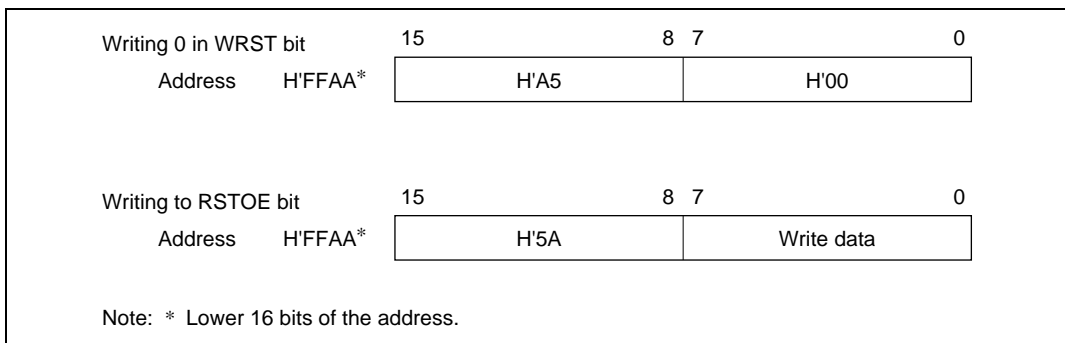 Writing 0 in WRST bit 15 8 7 0
Address H'FFAA* H'A5 H'00
Writing to RSTOE bit 15 8 7 0
Address H'FFAA* H'5A Write data
Note: * Lower 16 bits of the address.